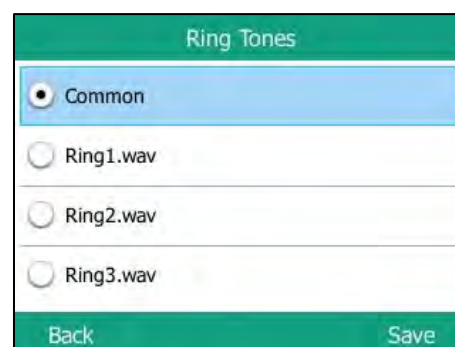 Ring Tones
Common
Ring1.wav
Ring2.wav
Ring3.wav
Back Save